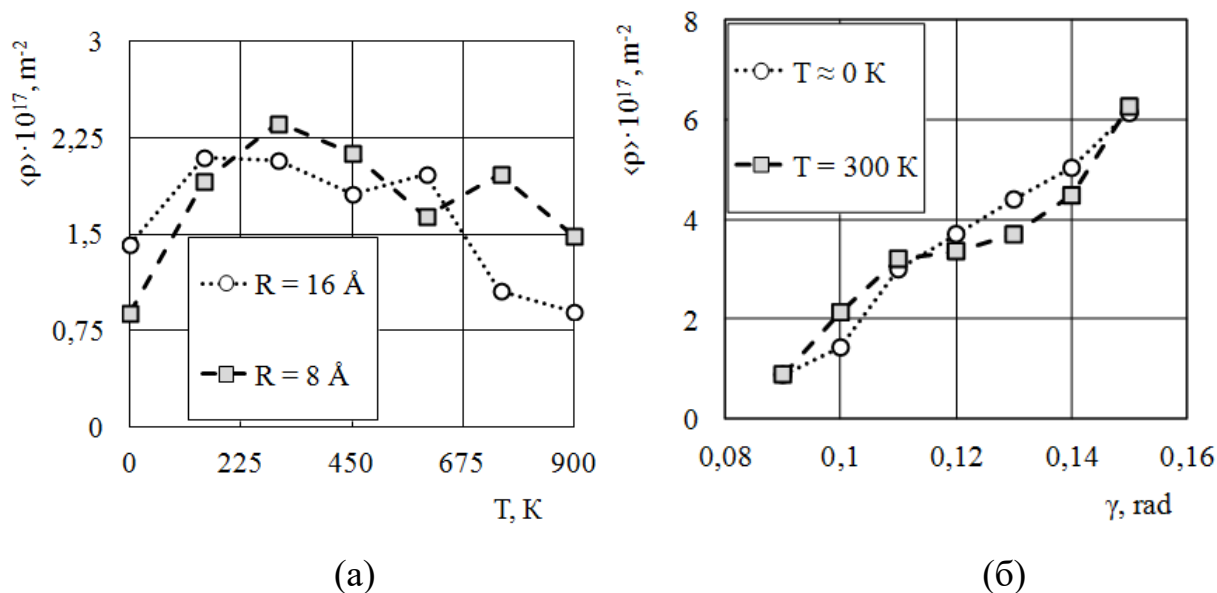 ⟨ρ⟩·10¹⁷, m⁻²
3
2,25
1,5
0,75
0
R = 16 Å
R = 8 Å
0 225 450 675 900
T, К
(а)
⟨ρ⟩·10¹⁷, m⁻²
8
6
4
2
0
T ≈ 0 К
T = 300 К
0,08 0,1 0,12 0,14 0,16
γ, rad
(б)